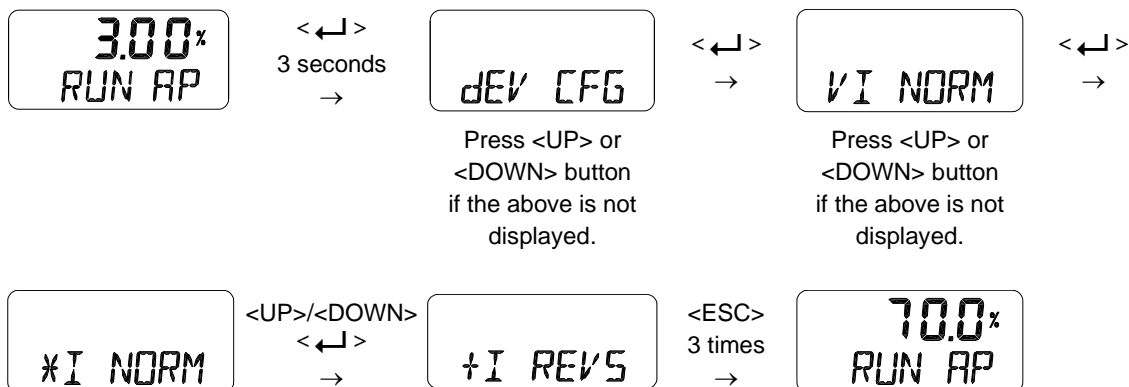 3.00%
RUN AP
<↵>
3 seconds
→
dEV CFG
<↵>
→
VI NORM
<↵>
→
Press <UP> or
<DOWN> button
if the above is not
displayed.
Press <UP> or
<DOWN> button
if the above is not
displayed.
*I NORM
<UP>/<DOWN>
<↵>
→
+I REVS
<ESC>
3 times
→
70.0%
RUN AP